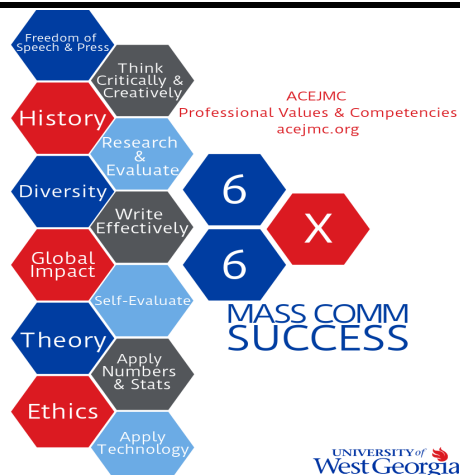 Freedom of
Speech & Press
Think
Critically &
Creatively
History
Research
&
Evaluate
Diversity
Write
Effectively
Global
Impact
Self-Evaluate
Theory
Apply
Numbers
& Stats
Ethics
Apply
Technology
ACEJMC
Professional Values & Competencies
acejmc.org
6
X
6
MASS COMM
SUCCESS
UNIVERSITY of
West Georgia